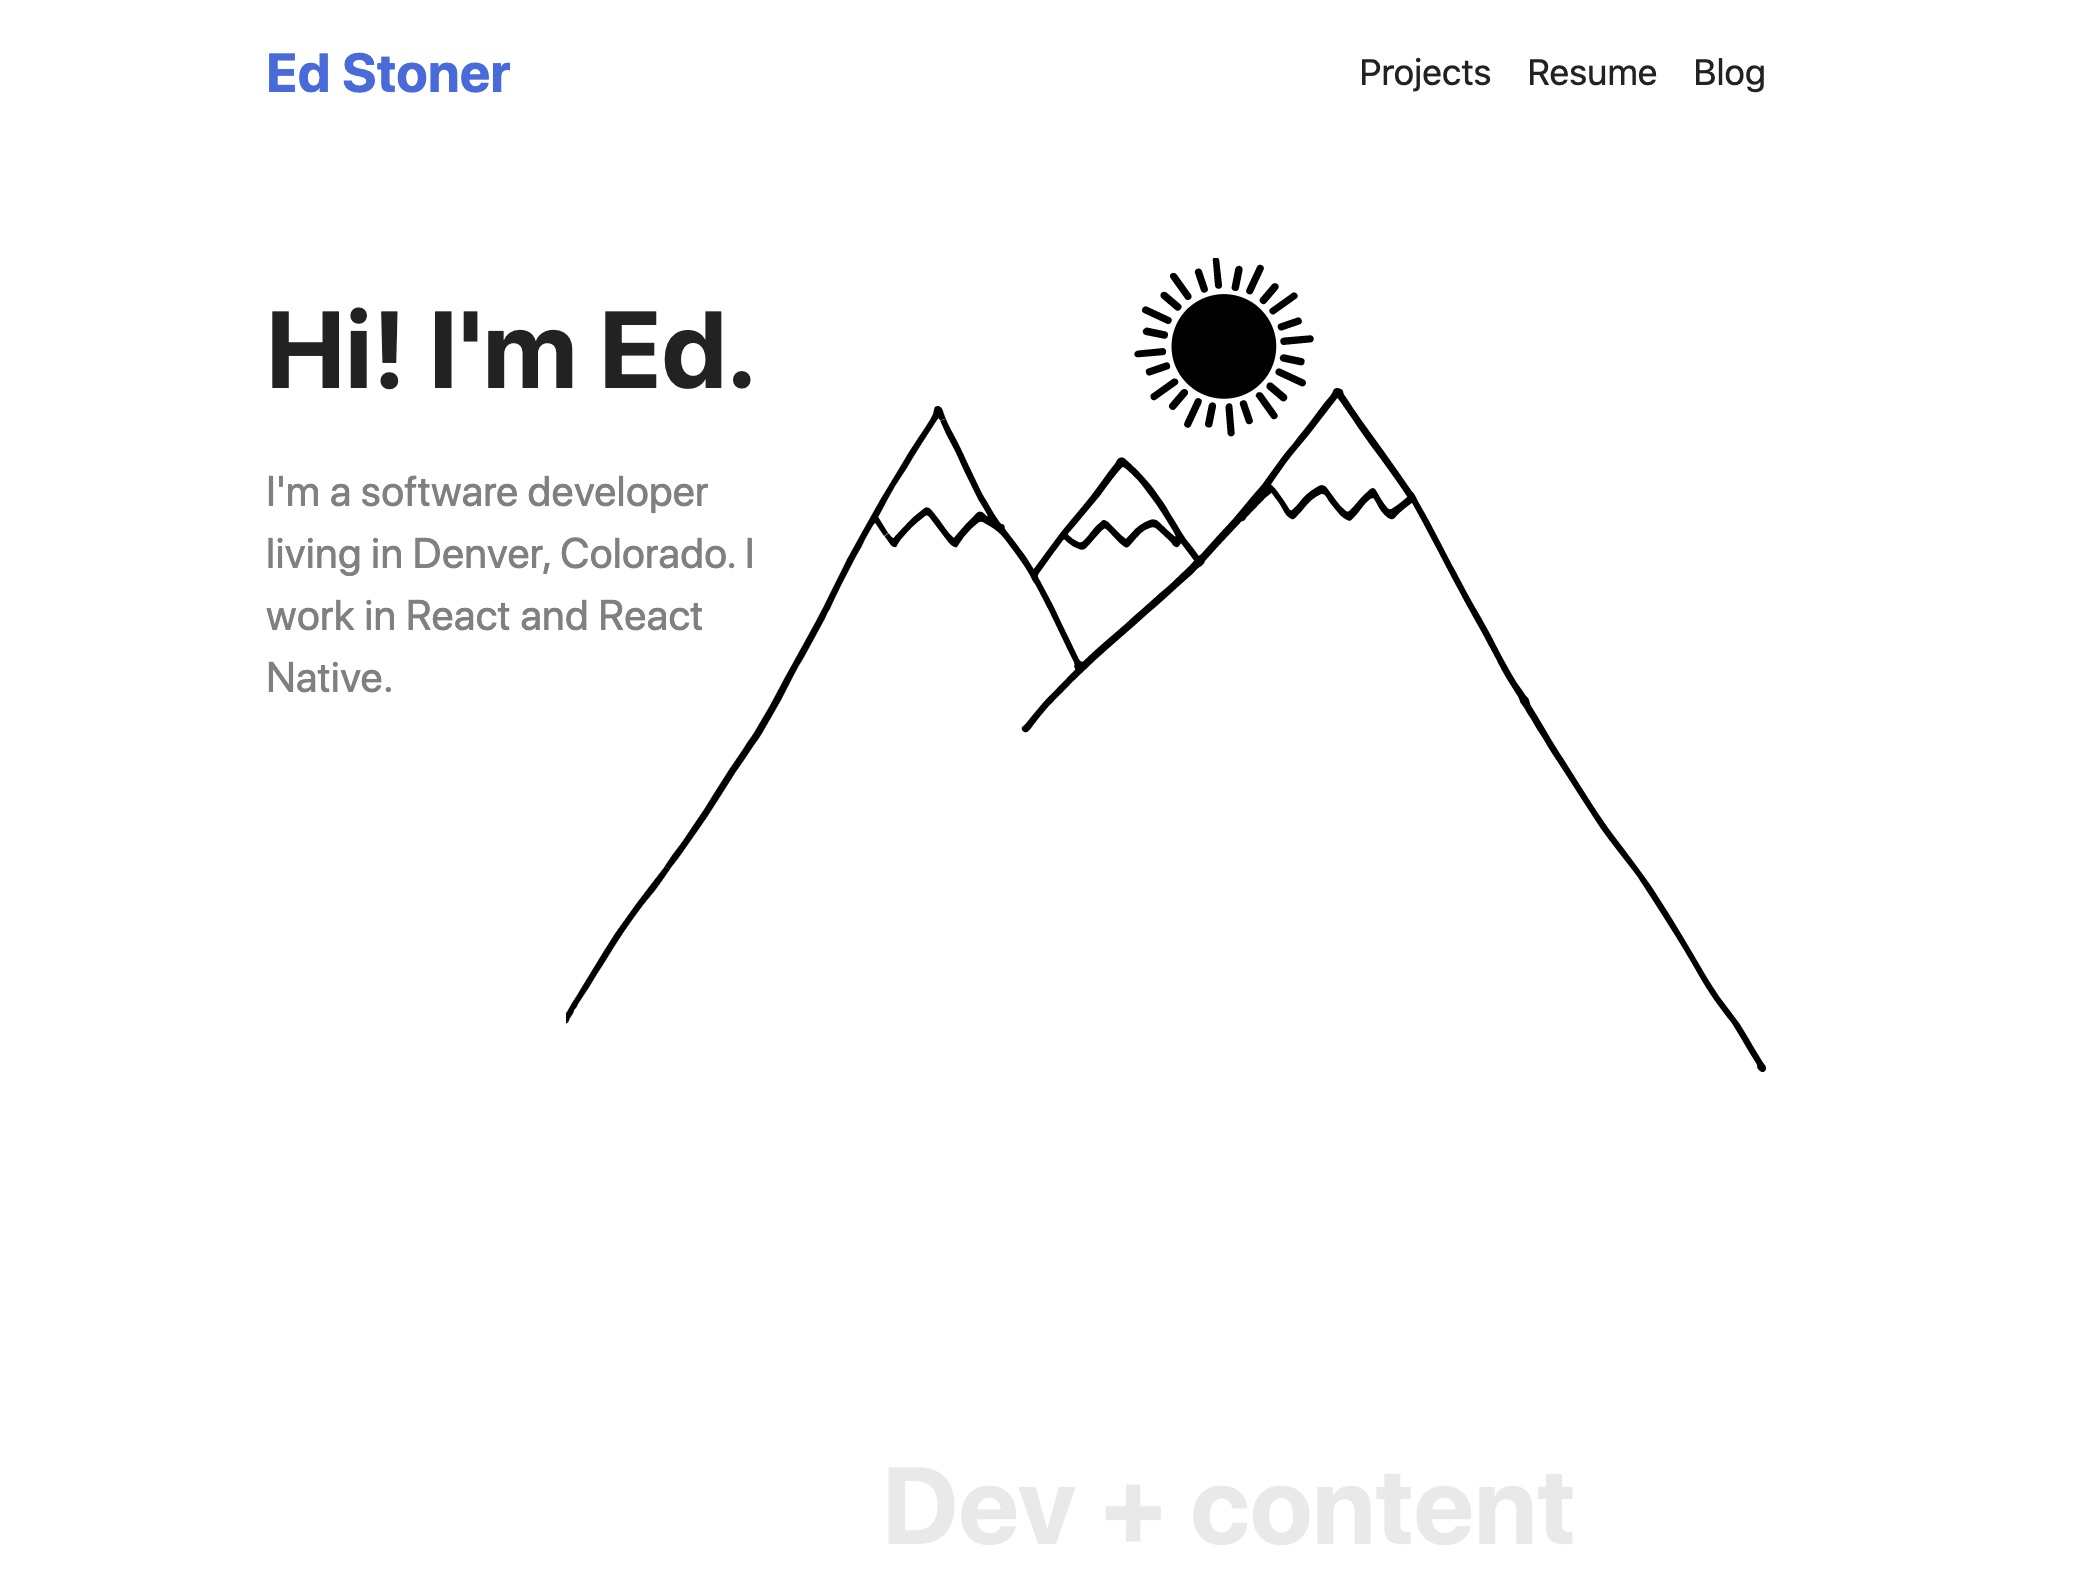 Ed Stoner
Projects Resume Blog
Hi! I'm Ed.
I'm a software developer
living in Denver, Colorado. I
work in React and React
Native.
Dev + content